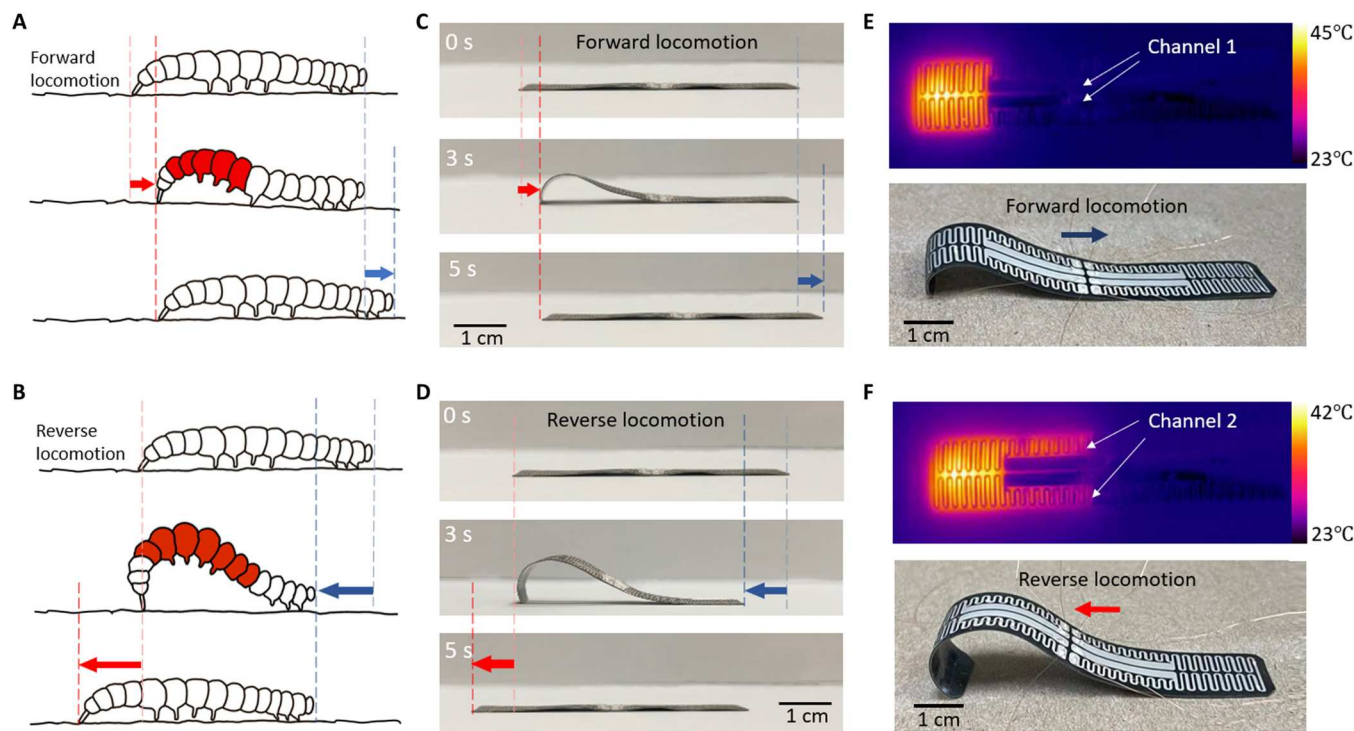 A
Forward
locomotion
B
Reverse
locomotion
C
0 s
Forward locomotion
3 s
5 s
1 cm
D
0 s
Reverse locomotion
3 s
5 s
1 cm
E
Channel 1
45℃
23℃
Forward locomotion
1 cm
F
Channel 2
42℃
23℃
Reverse locomotion
1 cm